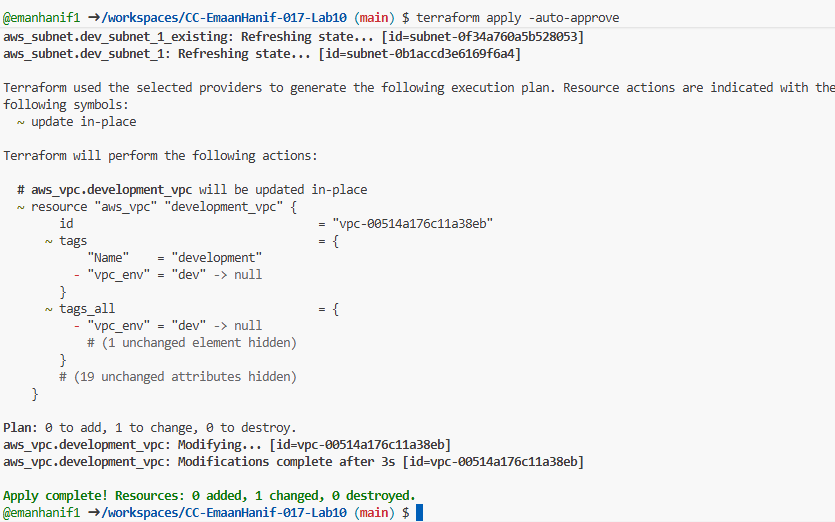 @emanhanif1 ➜/workspaces/CC-EmaanHanif-017-Lab10 (main) $ terraform apply -auto-approve
aws_subnet.dev_subnet_1_existing: Refreshing state... [id=subnet-0f34a760a5b528053]
aws_subnet.dev_subnet_1: Refreshing state... [id=subnet-0b1accd3e6169f6a4]

Terraform used the selected providers to generate the following execution plan. Resource actions are indicated with the
following symbols:
  ~ update in-place

Terraform will perform the following actions:

  # aws_vpc.development_vpc will be updated in-place
  ~ resource "aws_vpc" "development_vpc" {
        id                                   = "vpc-00514a176c11a38eb"
      ~ tags                                 = {
            "Name"    = "development"
          - "vpc_env" = "dev" -> null
        }
      ~ tags_all                             = {
          - "vpc_env" = "dev" -> null
            # (1 unchanged element hidden)
        }
        # (19 unchanged attributes hidden)
    }

Plan: 0 to add, 1 to change, 0 to destroy.
aws_vpc.development_vpc: Modifying... [id=vpc-00514a176c11a38eb]
aws_vpc.development_vpc: Modifications complete after 3s [id=vpc-00514a176c11a38eb]

Apply complete! Resources: 0 added, 1 changed, 0 destroyed.
@emanhanif1 ➜/workspaces/CC-EmaanHanif-017-Lab10 (main) $